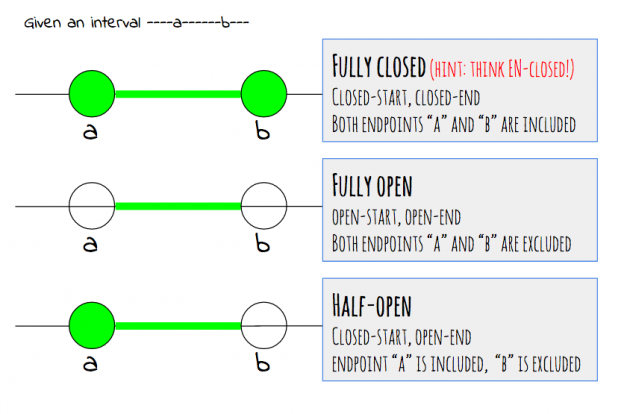 Given an interval ----a------b---
FULLY CLOSED (HINT: THINK EN-CLOSED!)
CLOSED-START, CLOSED-END
BOTH ENDPOINTS “A” AND “B” ARE INCLUDED
a b
FULLY OPEN
OPEN-START, OPEN-END
BOTH ENDPOINTS “A” AND “B” ARE EXCLUDED
a b
HALF-OPEN
CLOSED-START, OPEN-END
ENDPOINT “A” IS INCLUDED, “B” IS EXCLUDED
a b